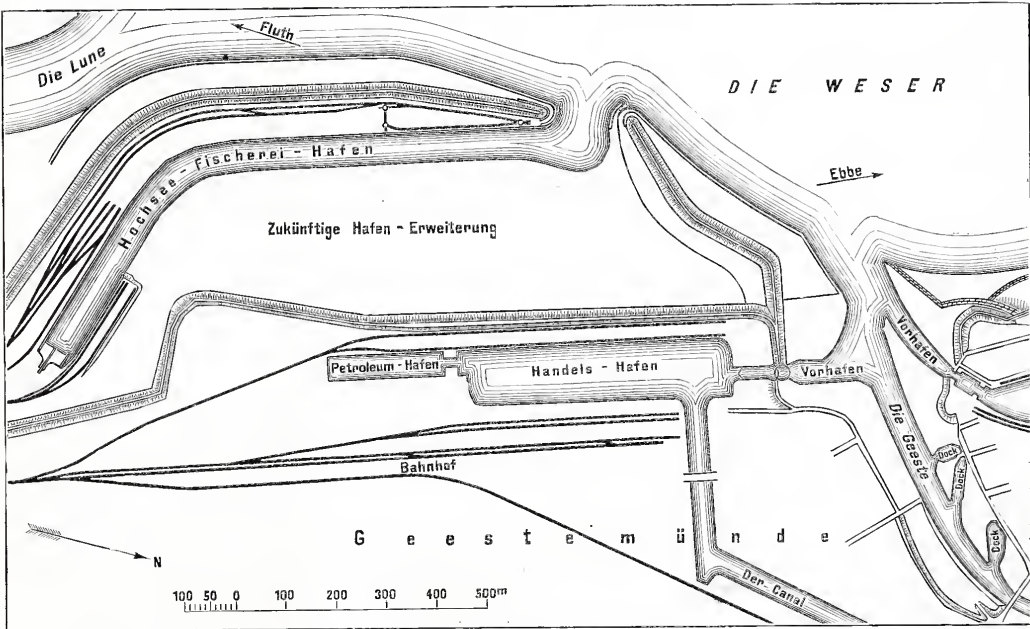 Fluth
Die Lune
DIE WESER
Ebbe
Hochsee-Fischerei-Hafen
Zukünftige Hafen-Erweiterung
Vorhafen
Petroleum-Hafen
Handels-Hafen
Vorhafen
Die Geeste
Dock
Dock
Dock
Bahnhof
Geestemünde
N
Der-Canal
100 50 0 100 200 300 400 500m